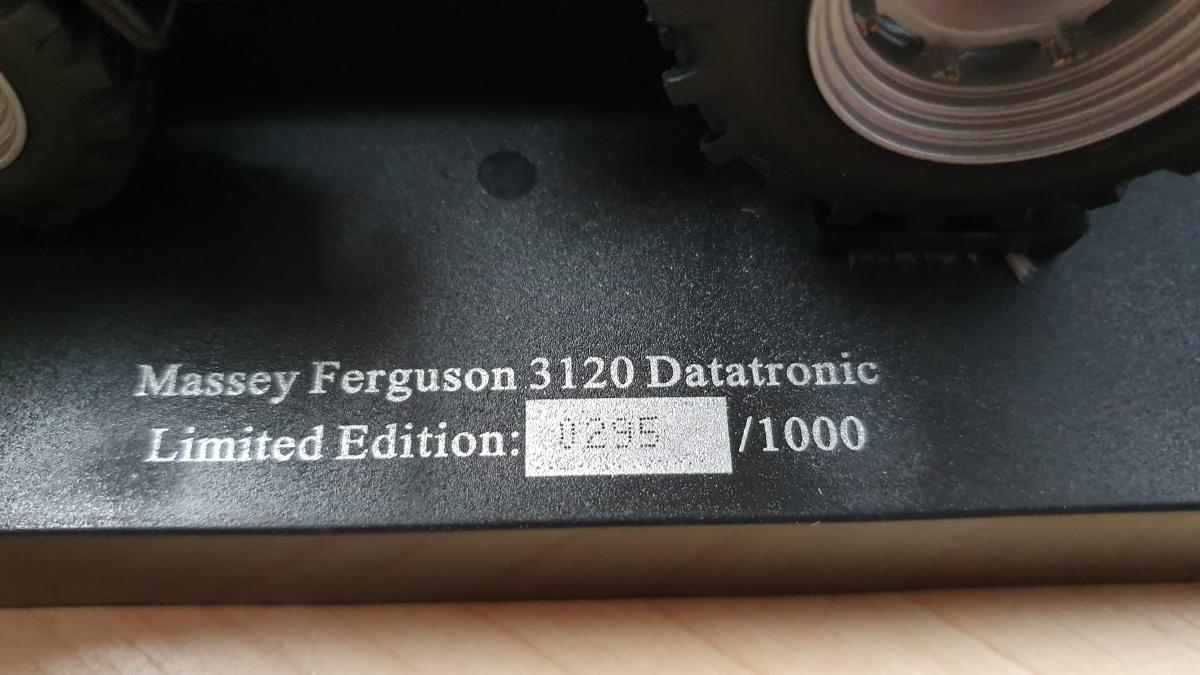 Massey Ferguson 3120 Datatronic
Limited Edition: 0295 /1000